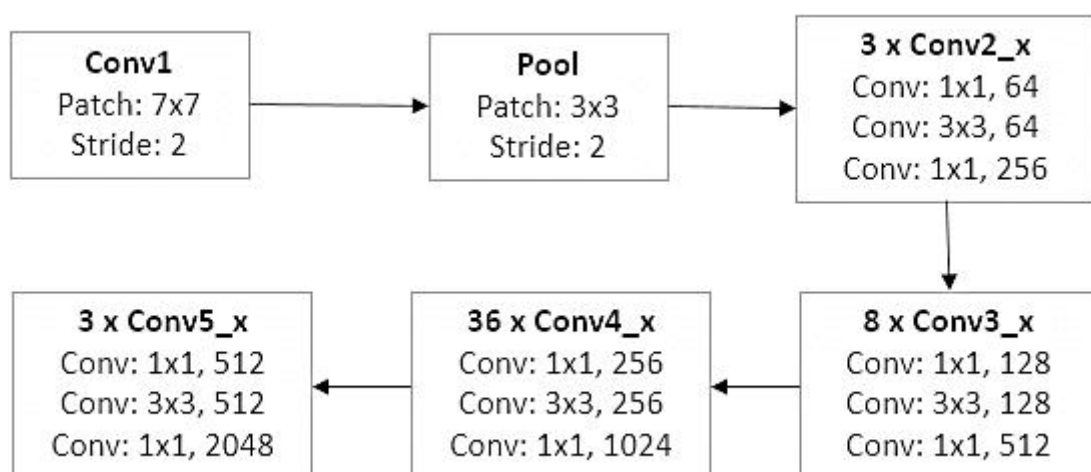 Conv1
Patch: 7x7
Stride: 2
Pool
Patch: 3x3
Stride: 2
3 x Conv2_x
Conv: 1x1, 64
Conv: 3x3, 64
Conv: 1x1, 256
8 x Conv3_x
Conv: 1x1, 128
Conv: 3x3, 128
Conv: 1x1, 512
36 x Conv4_x
Conv: 1x1, 256
Conv: 3x3, 256
Conv: 1x1, 1024
3 x Conv5_x
Conv: 1x1, 512
Conv: 3x3, 512
Conv: 1x1, 2048